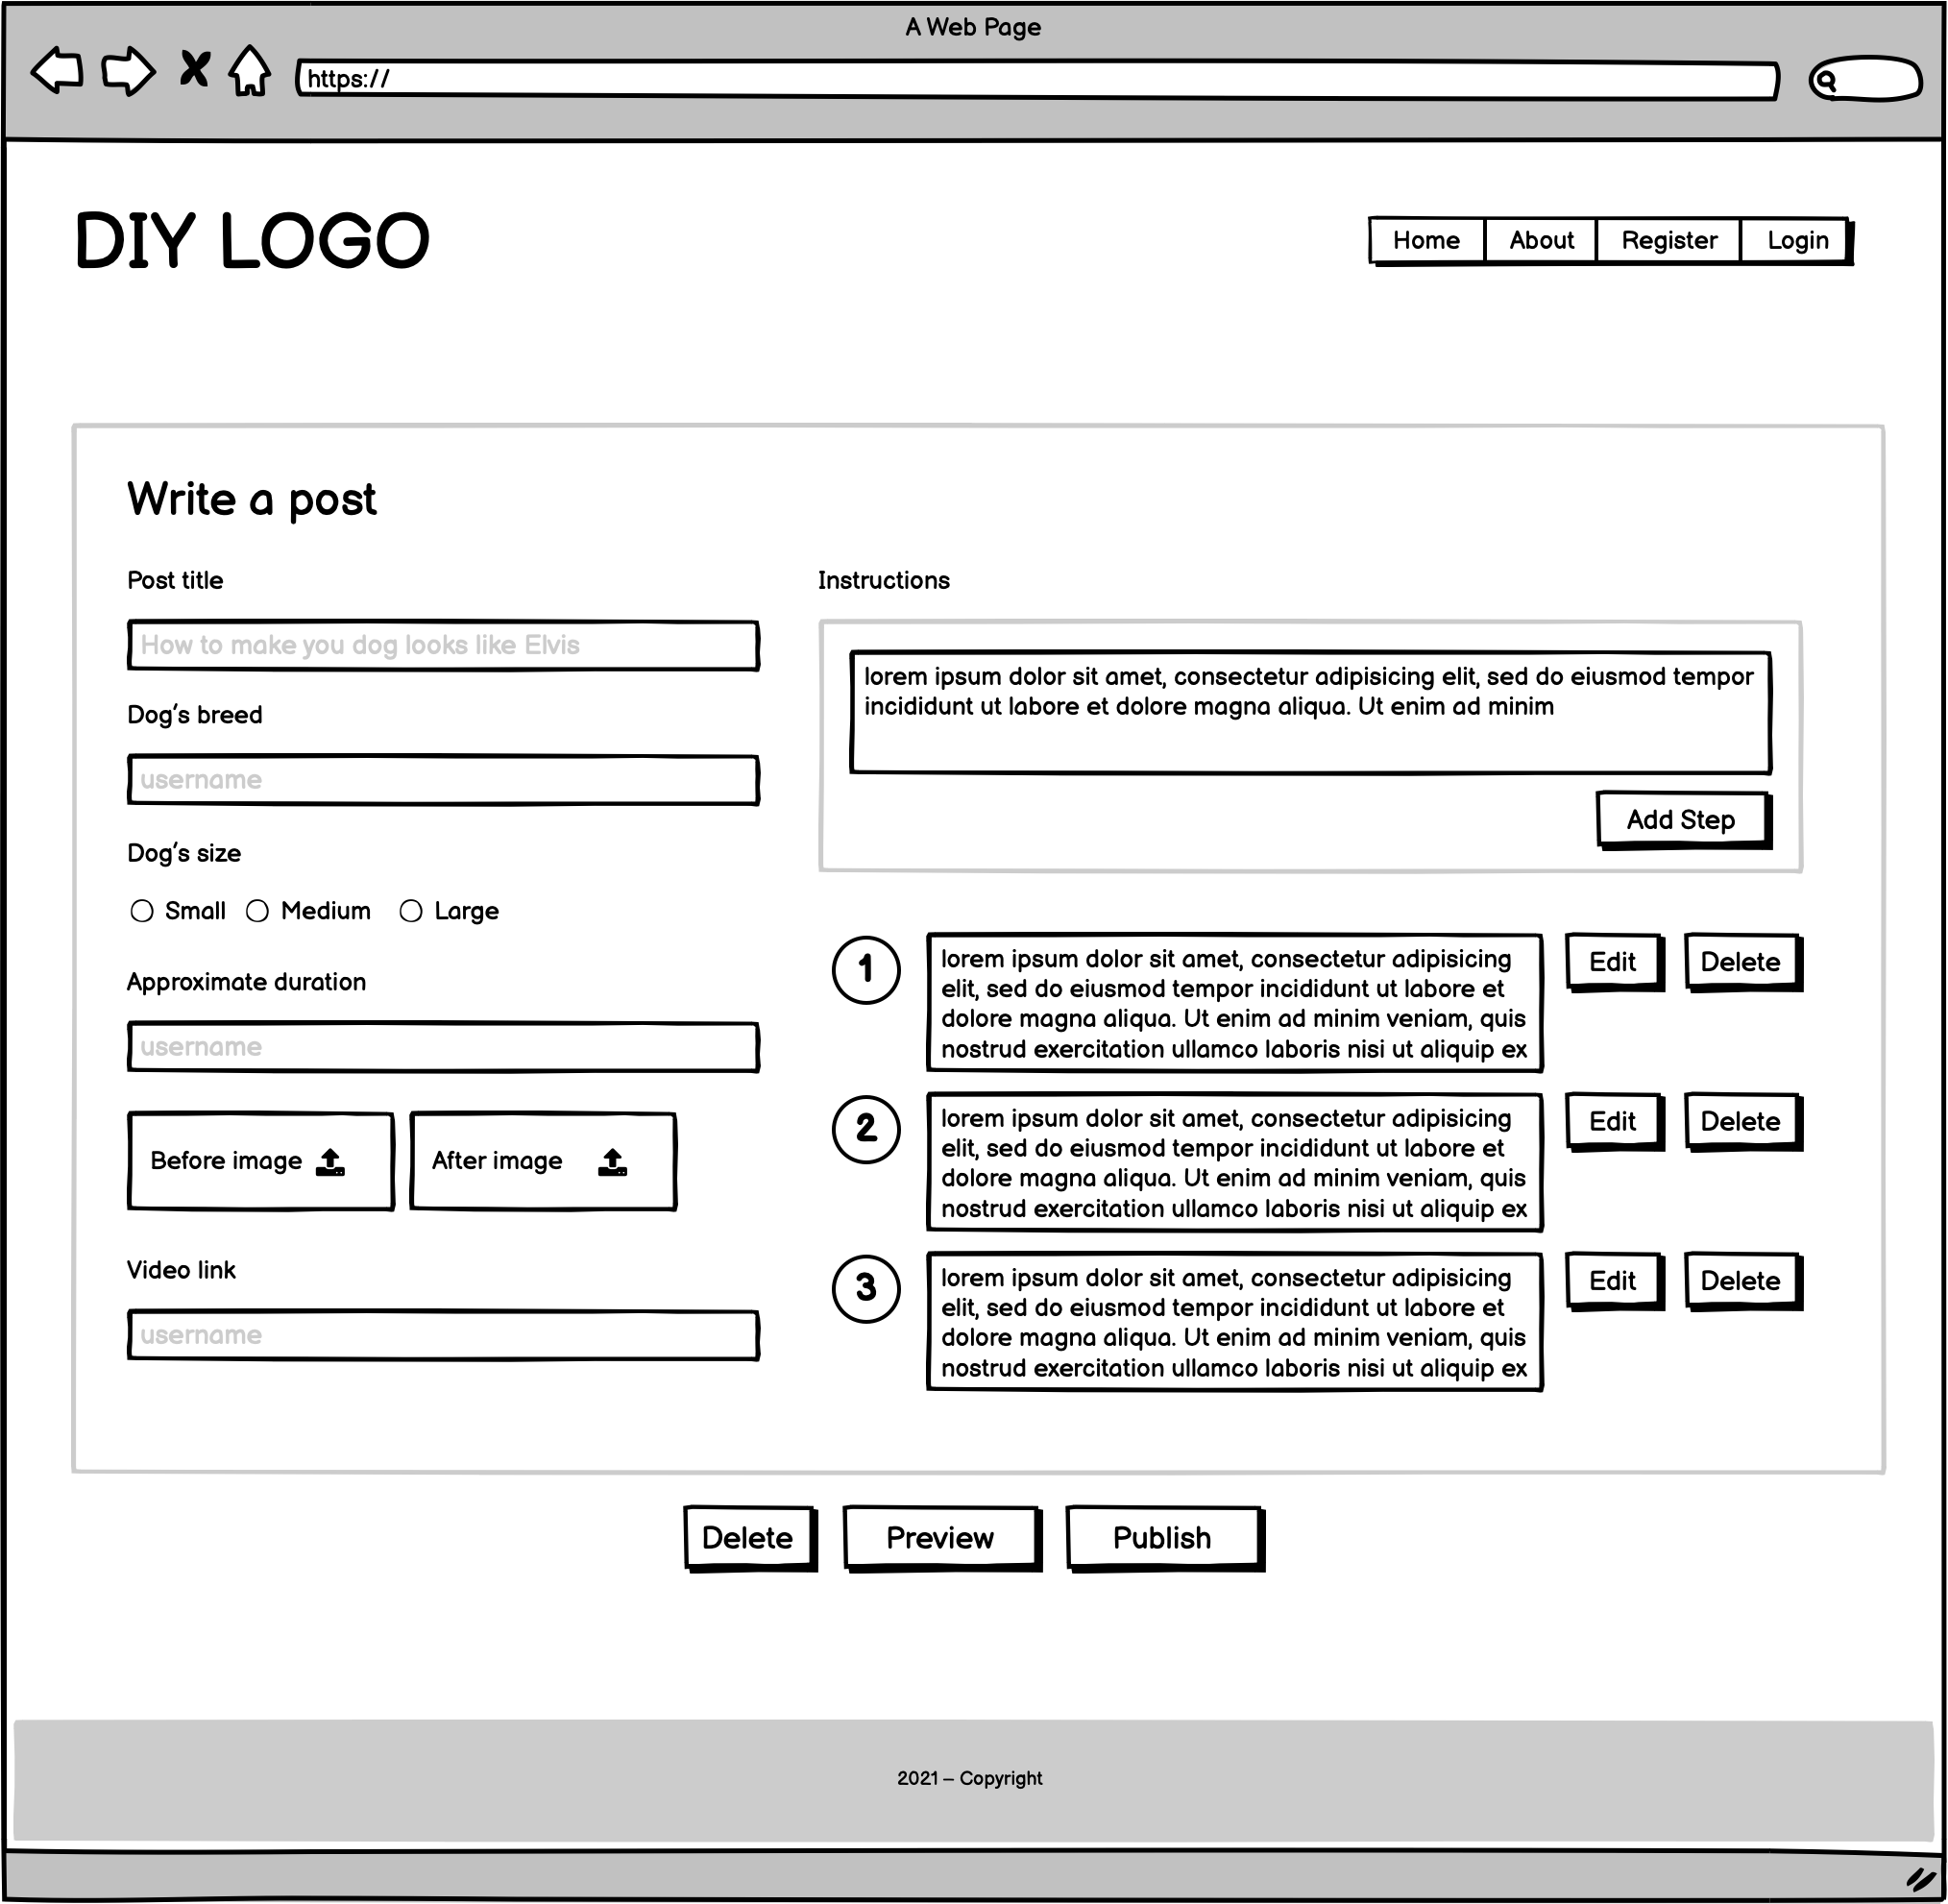 A Web Page
https://
DIY LOGO
Home About Register Login
Write a post
Post title
How to make you dog looks like Elvis
Dog's breed
username
Dog's size
Small Medium Large
Approximate duration
username
Before image After image
Video link
username
Instructions
lorem ipsum dolor sit amet, consectetur adipisicing elit, sed do eiusmod tempor
incididunt ut labore et dolore magna aliqua. Ut enim ad minim
Add Step
1
lorem ipsum dolor sit amet, consectetur adipisicing
elit, sed do eiusmod tempor incididunt ut labore et
dolore magna aliqua. Ut enim ad minim veniam, quis
nostrud exercitation ullamco laboris nisi ut aliquip ex
Edit Delete
2
lorem ipsum dolor sit amet, consectetur adipisicing
elit, sed do eiusmod tempor incididunt ut labore et
dolore magna aliqua. Ut enim ad minim veniam, quis
nostrud exercitation ullamco laboris nisi ut aliquip ex
Edit Delete
3
lorem ipsum dolor sit amet, consectetur adipisicing
elit, sed do eiusmod tempor incididunt ut labore et
dolore magna aliqua. Ut enim ad minim veniam, quis
nostrud exercitation ullamco laboris nisi ut aliquip ex
Edit Delete
Delete Preview Publish
2021 – Copyright